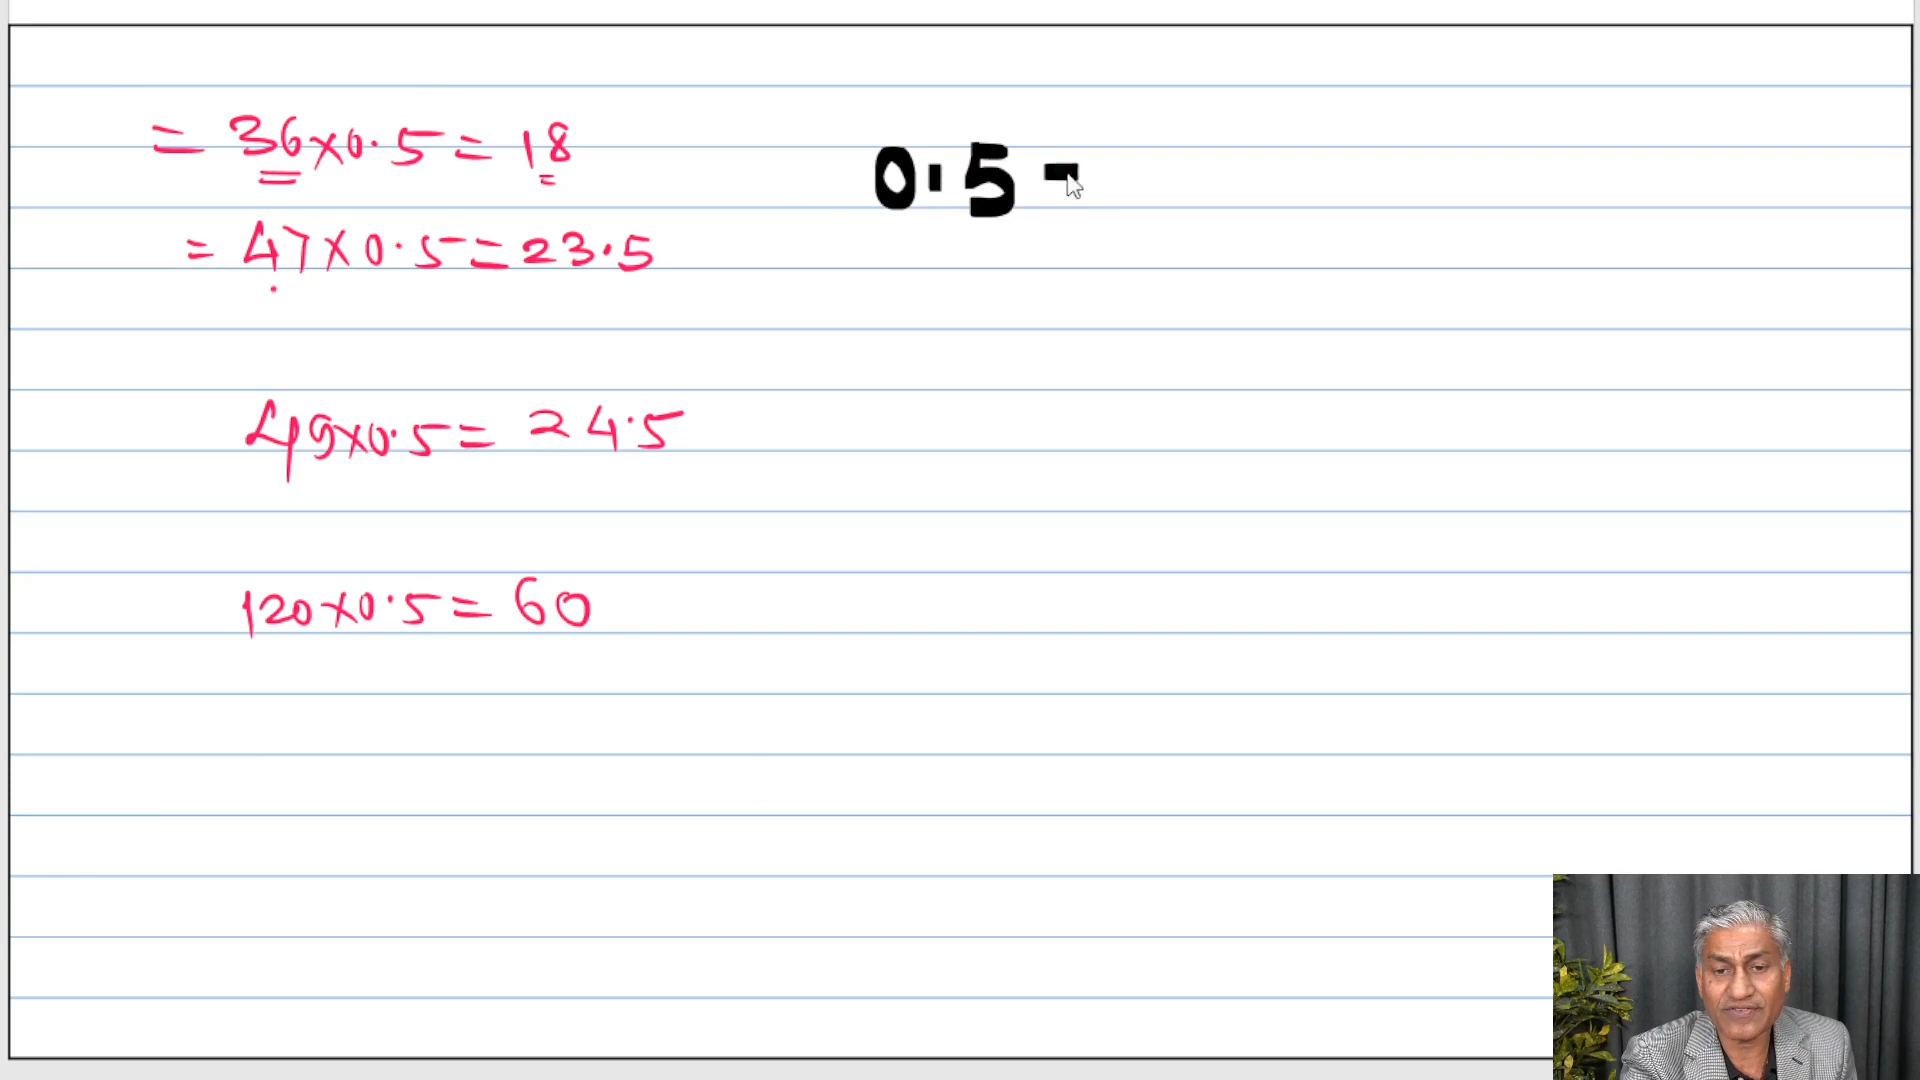 = 36×0.5 = 18
= 47×0.5 = 23.5
49×0.5 = 24.5
120×0.5 = 60
0.5 -